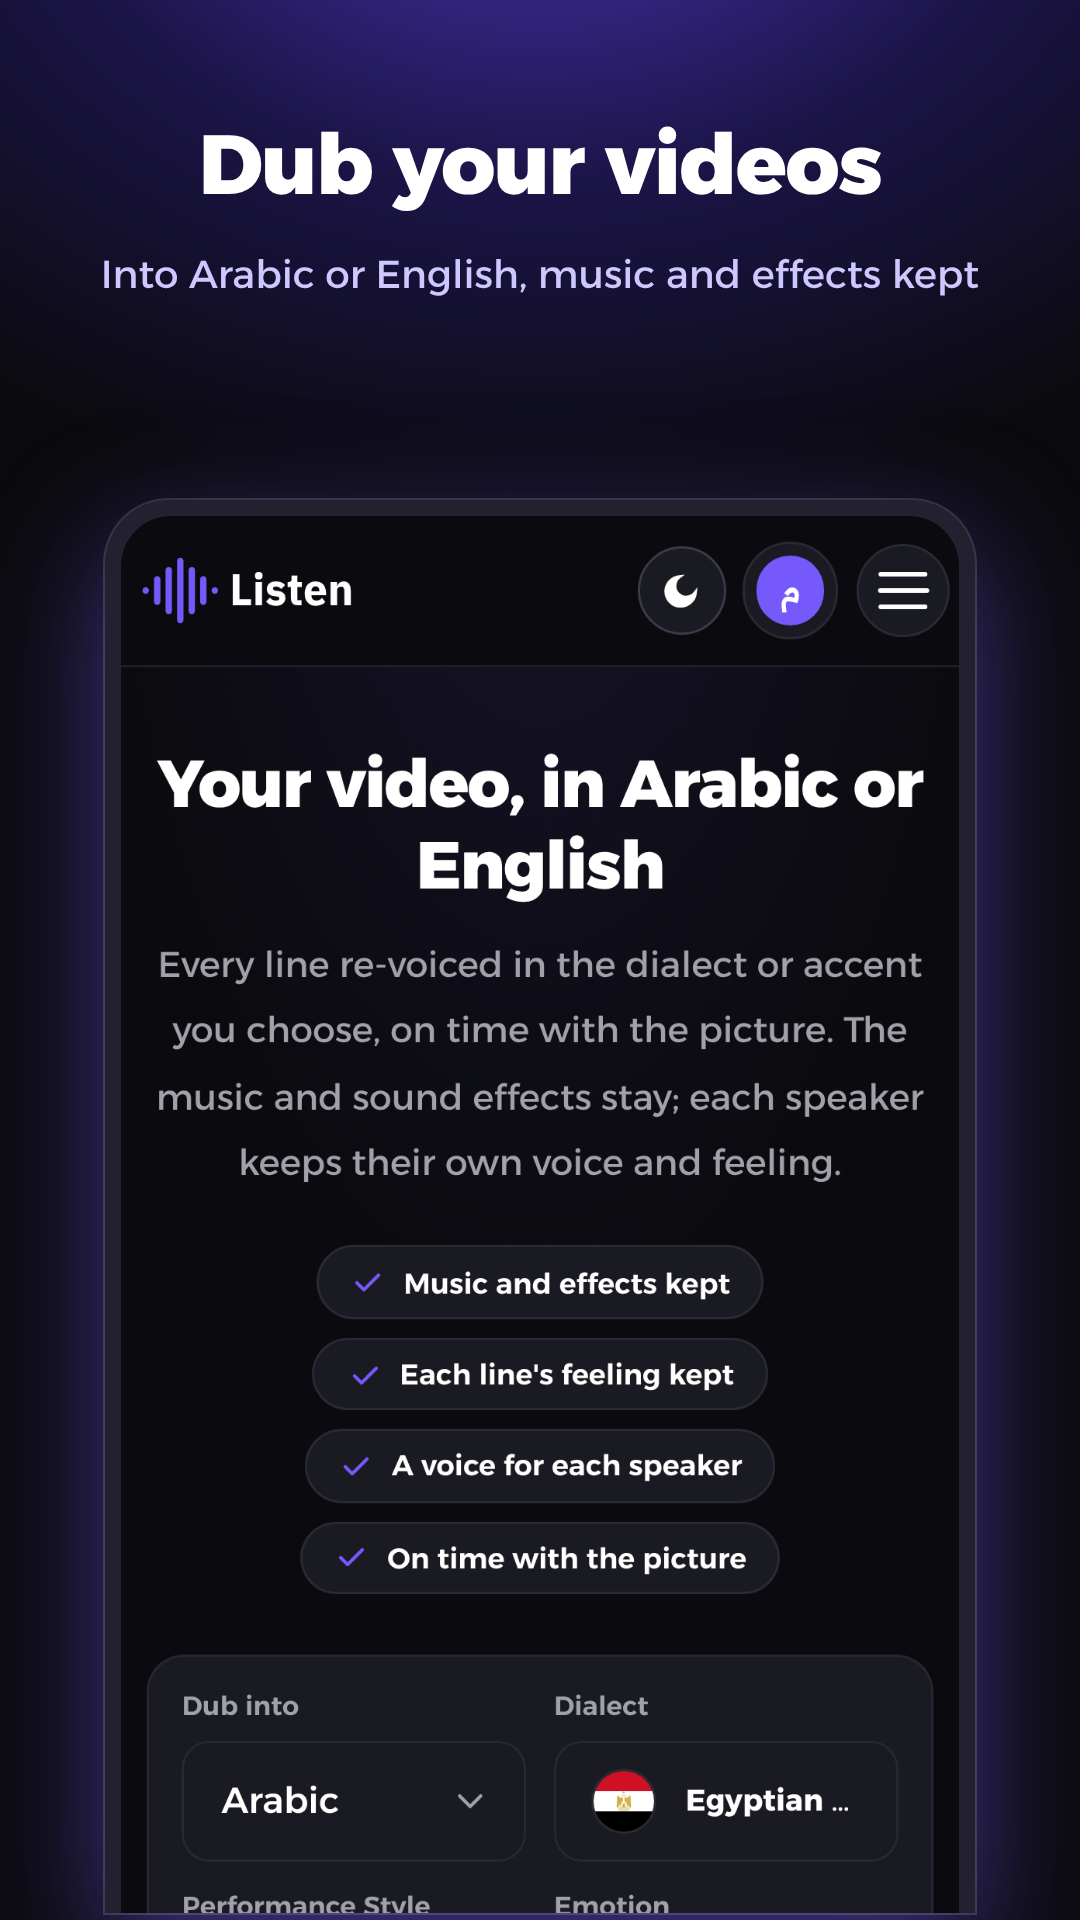 Dub your videos
Into Arabic or English, music and effects kept
Listen
م
Your video, in Arabic or
English
Every line re-voiced in the dialect or accent
you choose, on time with the picture. The
music and sound effects stay; each speaker
keeps their own voice and feeling.
Music and effects kept
Each line's feeling kept
A voice for each speaker
On time with the picture
Dub into
Dialect
Arabic
Egyptian ...
Performance Style
Emotion